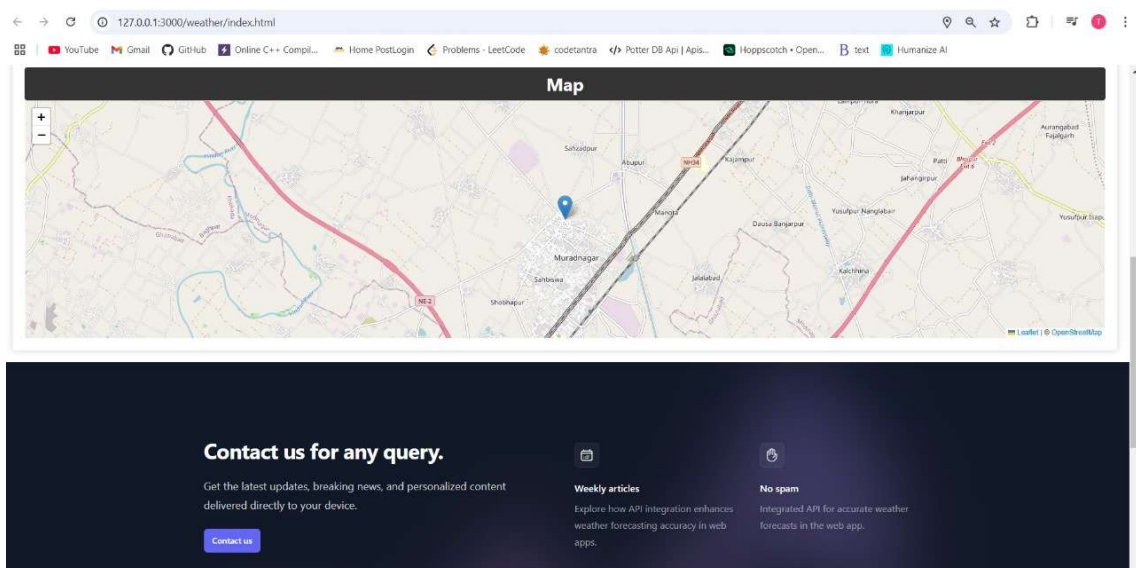 127.0.0.1:3000/weather/index.html
YouTube Gmail GitHub Online C++ Compil... Home PostLogin Problems - LeetCode codetantra Potter DB Api | Apis... Hoppscotch • Open... text Humanize AI
Map
+
−
Khanjarpur
Aurangabad
Fajalgarh
Sahzadpur
Abupur
NH34
Kajampur
Patti
Jahangirpur
Manota
Yusufpur Nanglabair
Dausa Banjarpur
Muradnagar
Sahbiswa
Jalalabad
Kalchhina
NE-2
Shobhapur
Leaflet | © OpenStreetMap
Contact us for any query.
Get the latest updates, breaking news, and personalized content
delivered directly to your device.
Contact us
Weekly articles
Explore how API integration enhances
weather forecasting accuracy in web
apps.
No spam
Integrated API for accurate weather
forecasts in the web app.